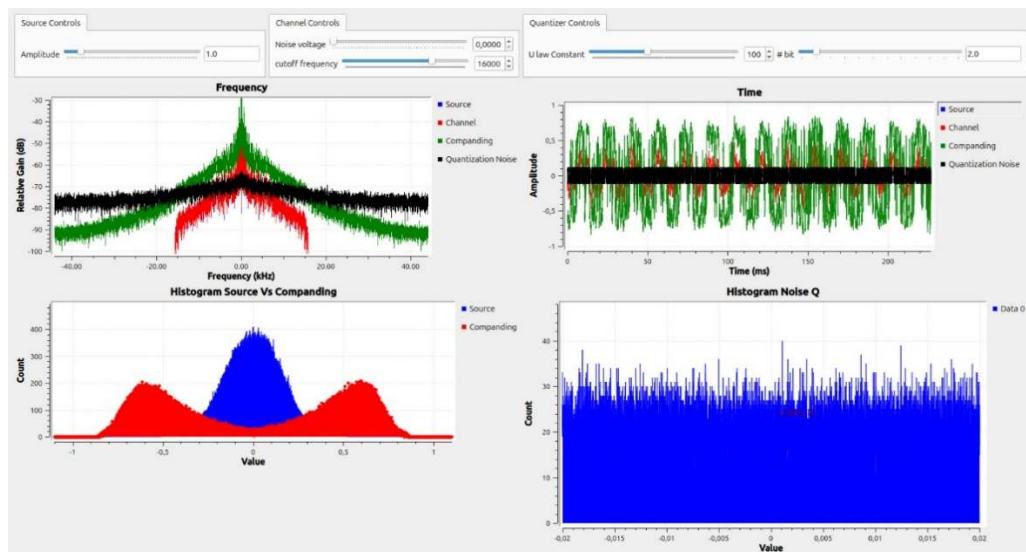 Source Controls
Amplitude
1.0
Channel Controls
Noise voltage
0,0000
cutoff frequency
16000
Quantizer Controls
U law Constant
100
# bit
2.0
Frequency
Relative Gain (dB)
-30
-40
-50
-60
-70
-80
-90
-100
-40.00
-20.00
0.00
20.00
40.00
Frequency (kHz)
Source
Channel
Companding
Quantization Noise
Time
Amplitude
1
0,5
0
-0,5
-1
0
50
100
150
200
Time (ms)
Source
Channel
Companding
Quantization Noise
Histogram Source Vs Companding
Count
400
300
200
100
0
-1
-0,5
0
0,5
1
Value
Source
Companding
Histogram Noise Q
Count
40
30
20
10
0
-0,02
-0,015
-0,01
-0,005
0
0,005
0,01
0,015
0,02
Value
Data 0